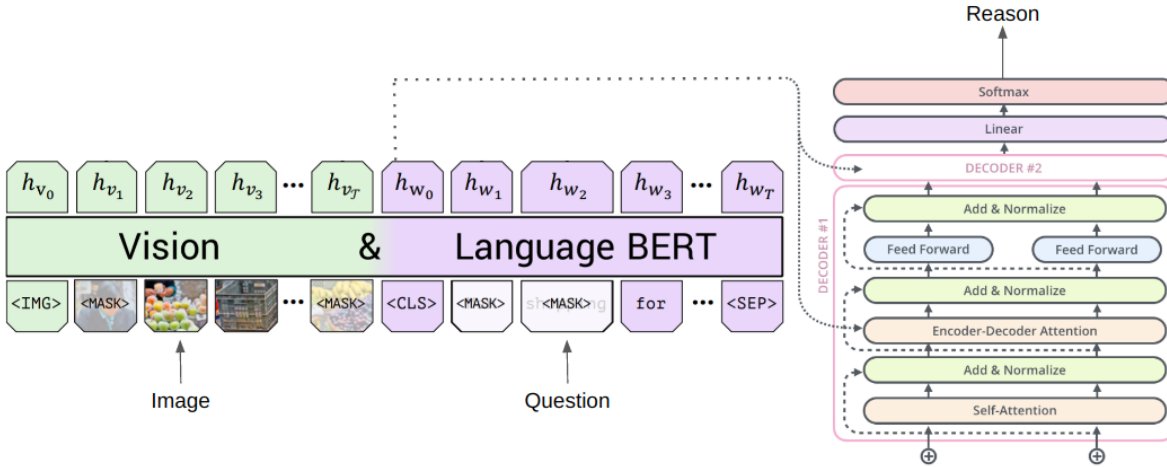 Reason
Softmax
Linear
DECODER #2
h_{v_0} h_{v_1} h_{v_2} h_{v_3} ... h_{v_𝒯} h_{w_0} h_{w_1} h_{w_2} h_{w_3} ... h_{w_T}
Vision & Language BERT
<IMG> <MASK> ... <MASK> <CLS> <MASK> <MASK> for ... <SEP>
Image
Question
DECODER #1
Add & Normalize
Feed Forward Feed Forward
Add & Normalize
Encoder-Decoder Attention
Add & Normalize
Self-Attention